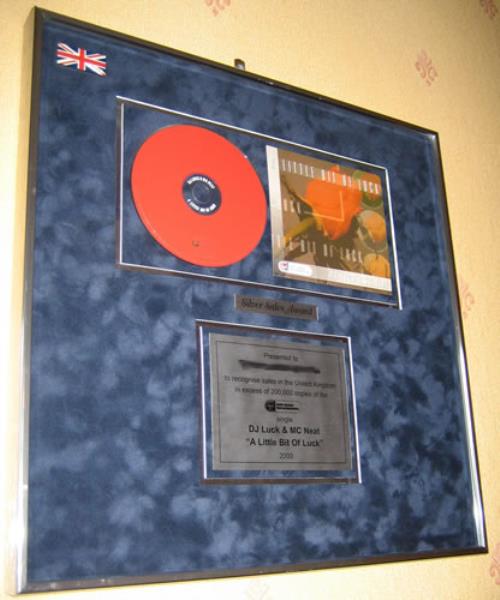 A LITTLE BIT OF LUCK
LUCK
LITTLE BIT OF LUCK
Silver Sales Award
Presented to
to recognise sales in the United Kingdom
in excess of 200,000 copies of the
single
DJ Luck & MC Neat
"A Little Bit Of Luck"
2000